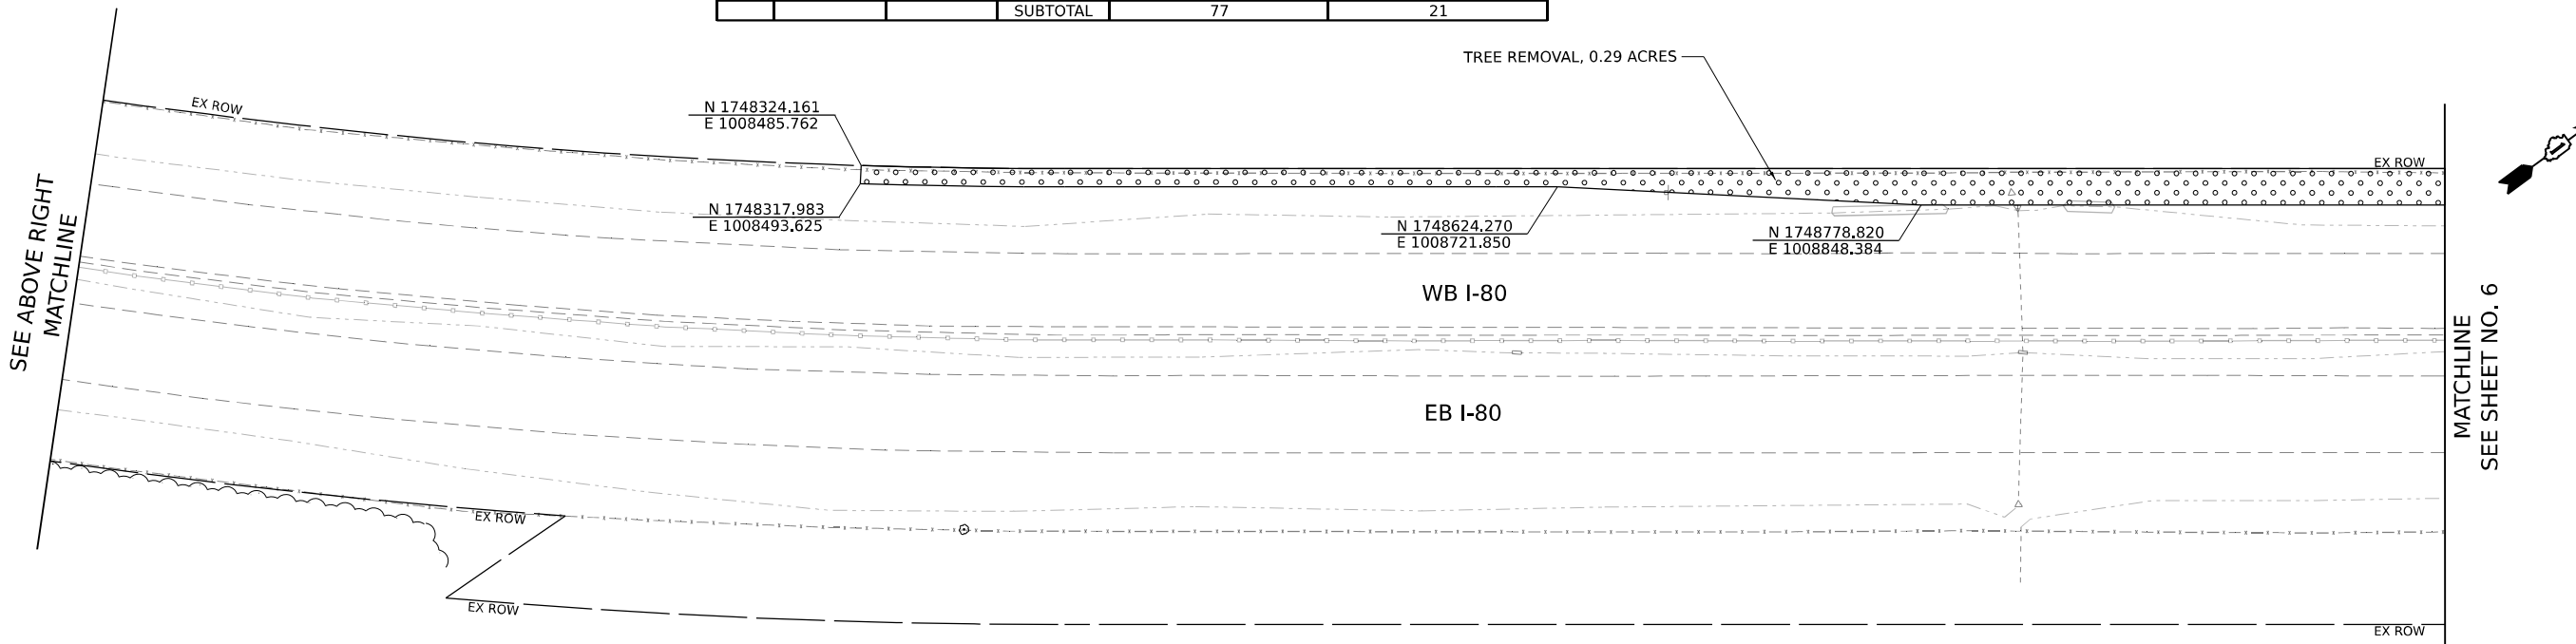 SUBTOTAL 77 21
TREE REMOVAL, 0.29 ACRES
EX ROW
N 1748324.161
E 1008485.762
EX ROW
N 1748317.983
E 1008493.625
N 1748624.270
E 1008721.850
N 1748778.820
E 1008848.384
SEE ABOVE RIGHT
MATCHLINE
WB I-80
EB I-80
MATCHLINE
SEE SHEET NO. 6
EX ROW
EX ROW
EX ROW